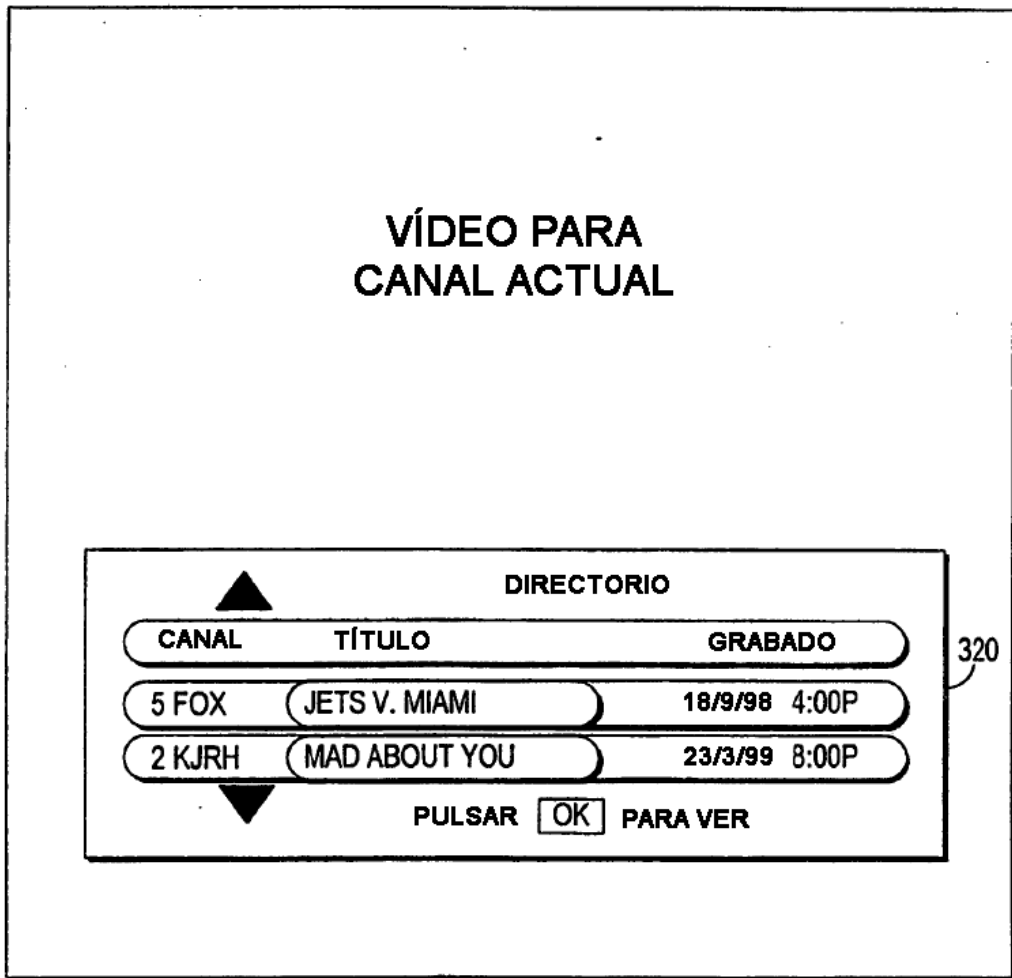 VÍDEO PARA
CANAL ACTUAL
DIRECTORIO
CANAL TÍTULO GRABADO
5 FOX JETS V. MIAMI 18/9/98 4:00P
2 KJRH MAD ABOUT YOU 23/3/99 8:00P
PULSAR OK PARA VER
320